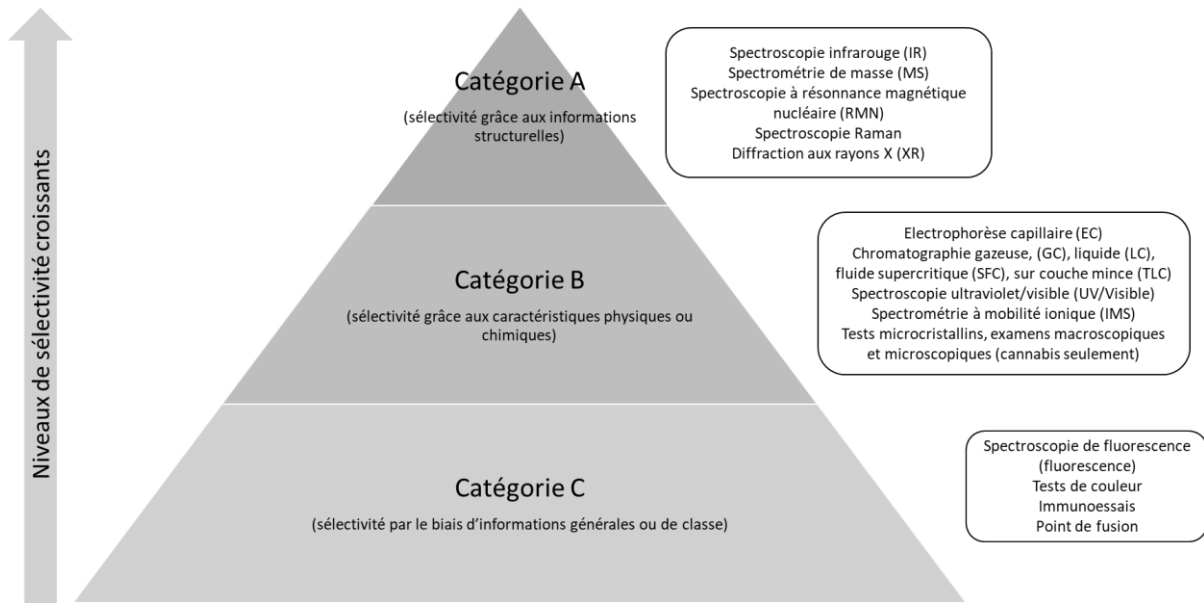 Niveaux de sélectivité croissants
Catégorie A
(sélectivité grâce aux informations
structurelles)
Spectroscopie infrarouge (IR)
Spectrométrie de masse (MS)
Spectroscopie à résonnance magnétique
nucléaire (RMN)
Spectroscopie Raman
Diffraction aux rayons X (XR)
Catégorie B
(sélectivité grâce aux caractéristiques physiques ou
chimiques)
Electrophorèse capillaire (EC)
Chromatographie gazeuse, (GC), liquide (LC),
fluide supercritique (SFC), sur couche mince (TLC)
Spectroscopie ultraviolet/visible (UV/Visible)
Spectrométrie à mobilité ionique (IMS)
Tests microcristallins, examens macroscopiques
et microscopiques (cannabis seulement)
Catégorie C
(sélectivité par le biais d'informations générales ou de classe)
Spectroscopie de fluorescence
(fluorescence)
Tests de couleur
Immunoessais
Point de fusion